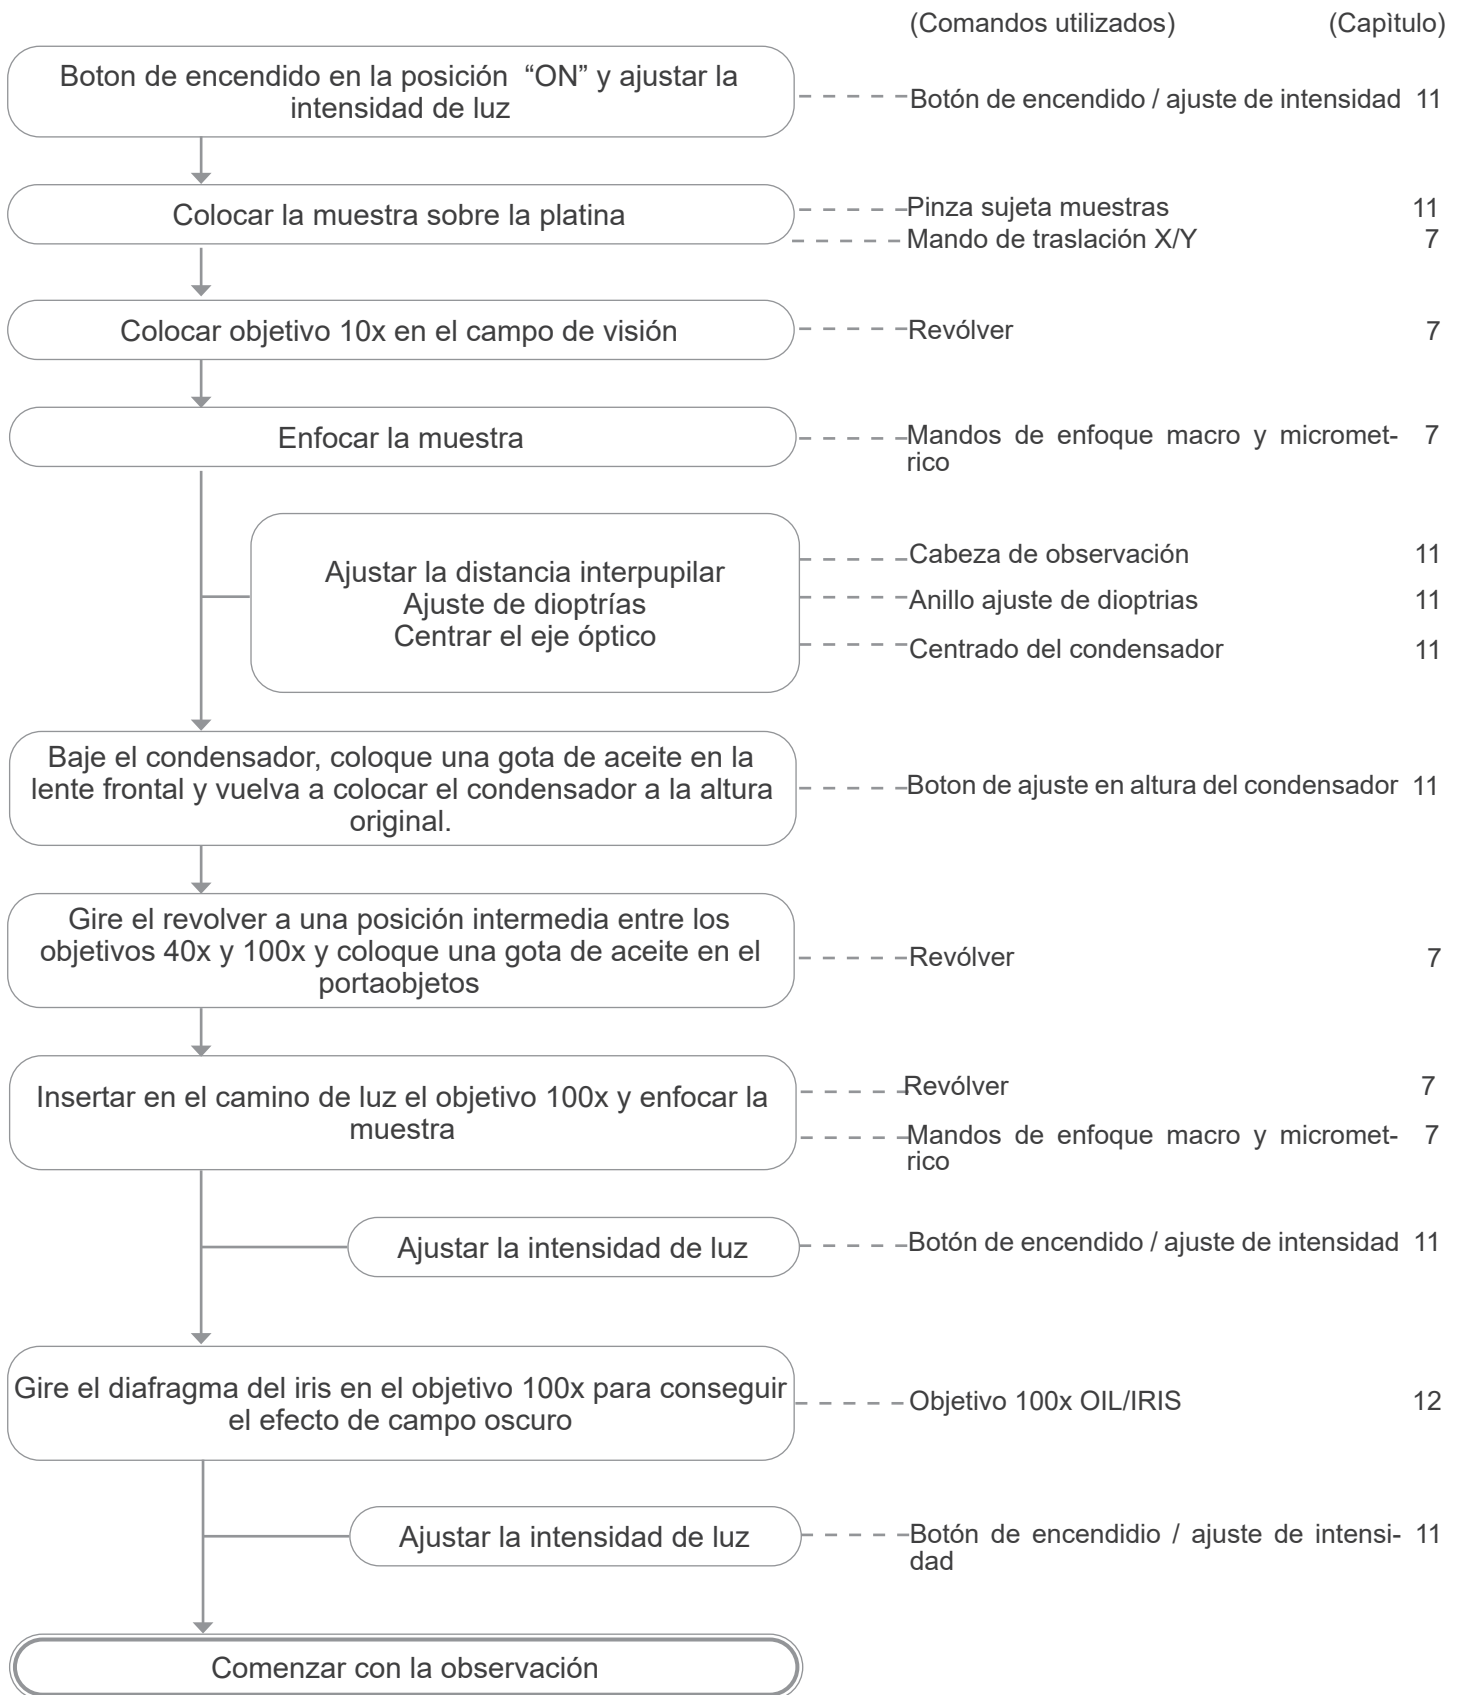 (Comandos utilizados) (Capìtulo)
Boton de encendido en la posición “ON” y ajustar la
intensidad de luz
Botón de encendido / ajuste de intensidad 11
Colocar la muestra sobre la platina
Pinza sujeta muestras 11
Mando de traslación X/Y 7
Colocar objetivo 10x en el campo de visión
Revólver 7
Enfocar la muestra
Mandos de enfoque macro y micromet- 7
rico
Ajustar la distancia interpupilar
Ajuste de dioptrías
Centrar el eje óptico
Cabeza de observación 11
Anillo ajuste de dioptrias 11
Centrado del condensador 11
Baje el condensador, coloque una gota de aceite en la
lente frontal y vuelva a colocar el condensador a la altura
original.
Boton de ajuste en altura del condensador 11
Gire el revolver a una posición intermedia entre los
objetivos 40x y 100x y coloque una gota de aceite en el
portaobjetos
Revólver 7
Insertar en el camino de luz el objetivo 100x y enfocar la
muestra
Revólver 7
Mandos de enfoque macro y micromet- 7
rico
Ajustar la intensidad de luz
Botón de encendido / ajuste de intensidad 11
Gire el diafragma del iris en el objetivo 100x para conseguir
el efecto de campo oscuro
Objetivo 100x OIL/IRIS 12
Ajustar la intensidad de luz
Botón de encendidio / ajuste de intensi- 11
dad
Comenzar con la observación